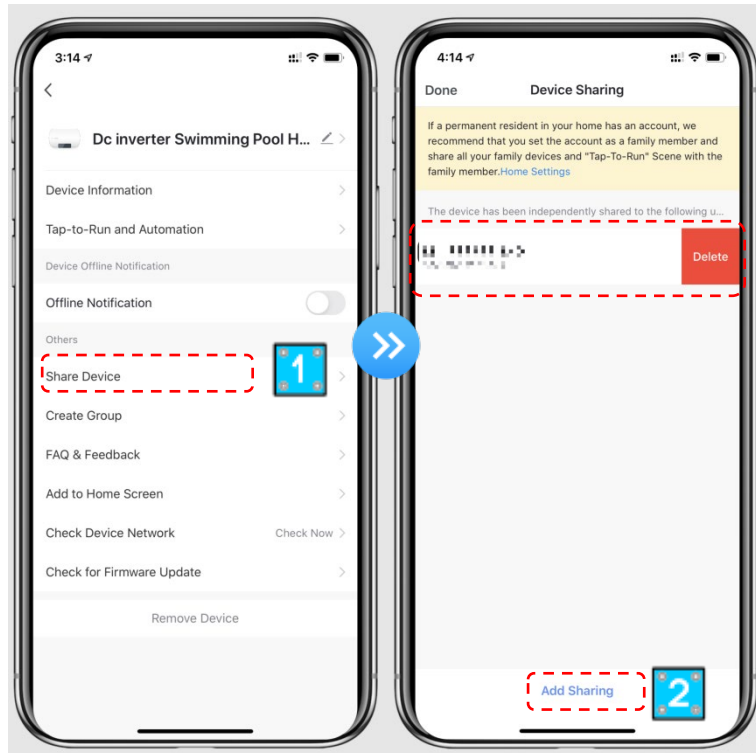 3:14
Dc inverter Swimming Pool H...
Device Information
Tap-to-Run and Automation
Device Offline Notification
Offline Notification
Others
Share Device
1
Create Group
FAQ & Feedback
Add to Home Screen
Check Device Network Check Now
Check for Firmware Update
Remove Device
4:14
Done Device Sharing
If a permanent resident in your home has an account, we
recommend that you set the account as a family member and
share all your family devices and "Tap-To-Run" Scene with the
family member.Home Settings
The device has been independently shared to the following u...
Delete
Add Sharing
2